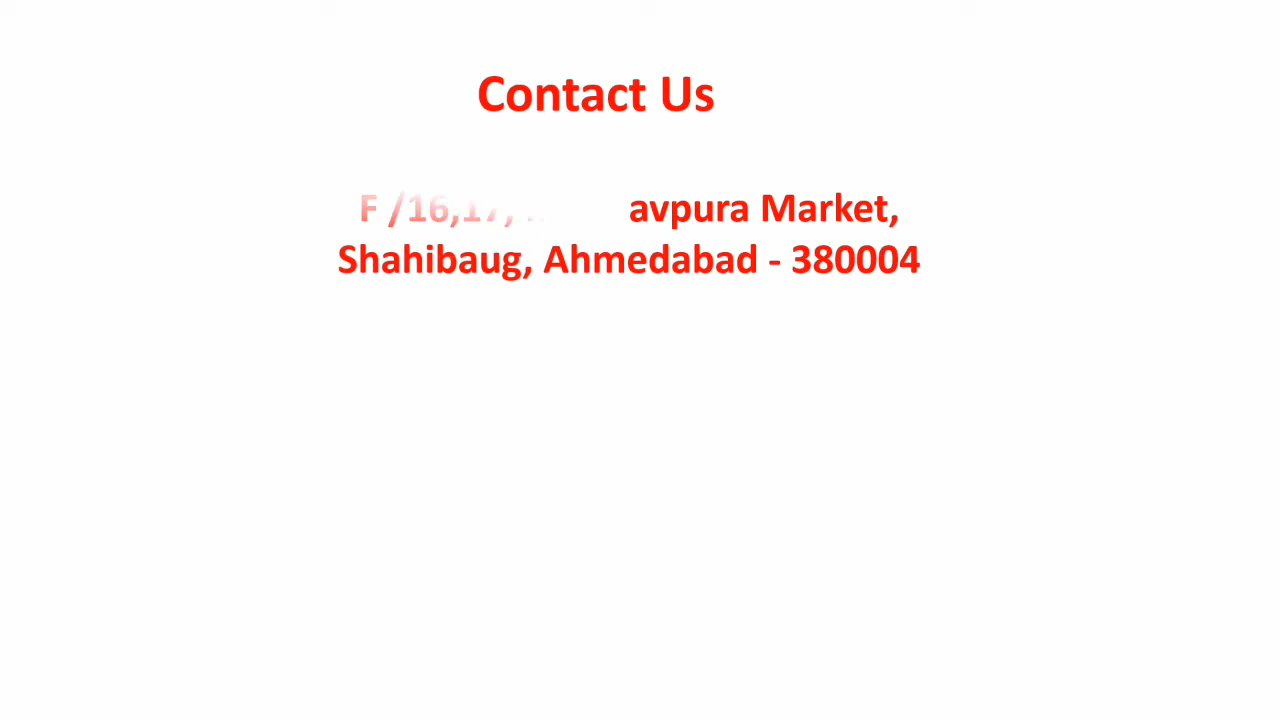 Contact Us
F /16,17, avpura Market,
Shahibaug, Ahmedabad - 380004